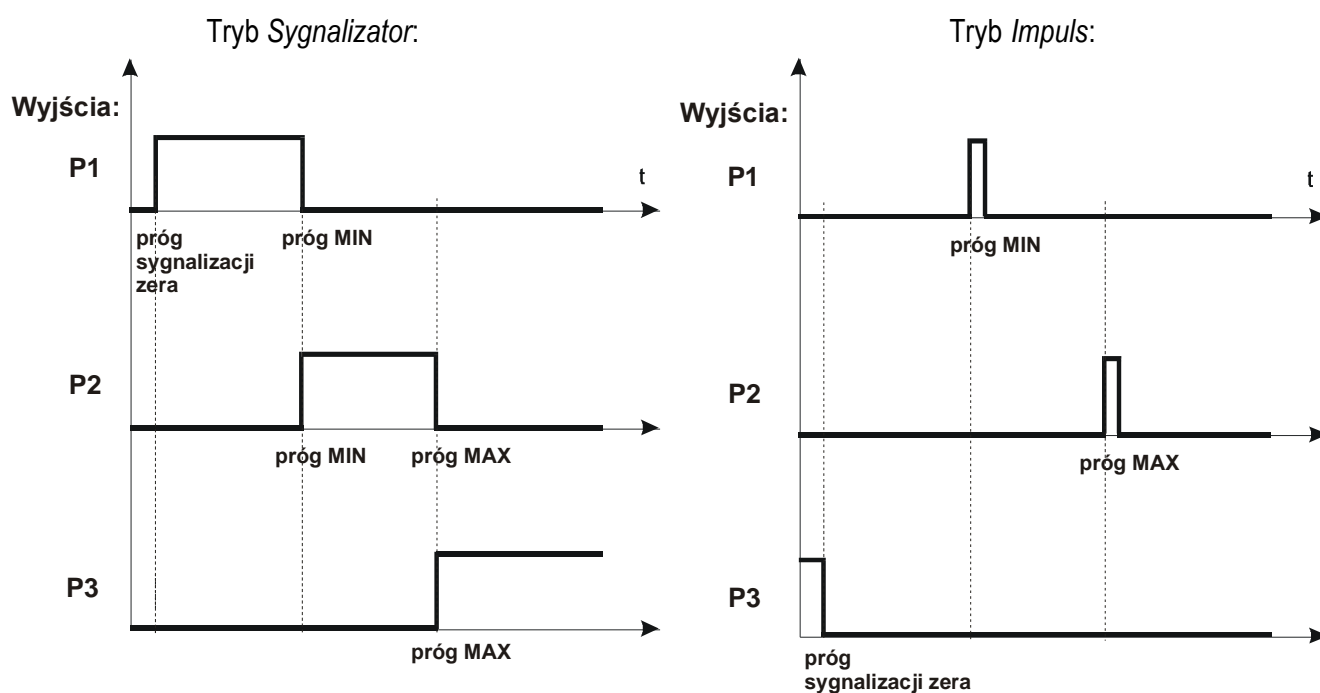 Tryb Sygnalizator:
Wyjścia:
P1
t
próg
sygnalizacji
zera
próg MIN
P2
próg MIN
próg MAX
P3
próg MAX
Tryb Impuls:
Wyjścia:
P1
t
próg MIN
P2
próg MAX
P3
próg
sygnalizacji zera